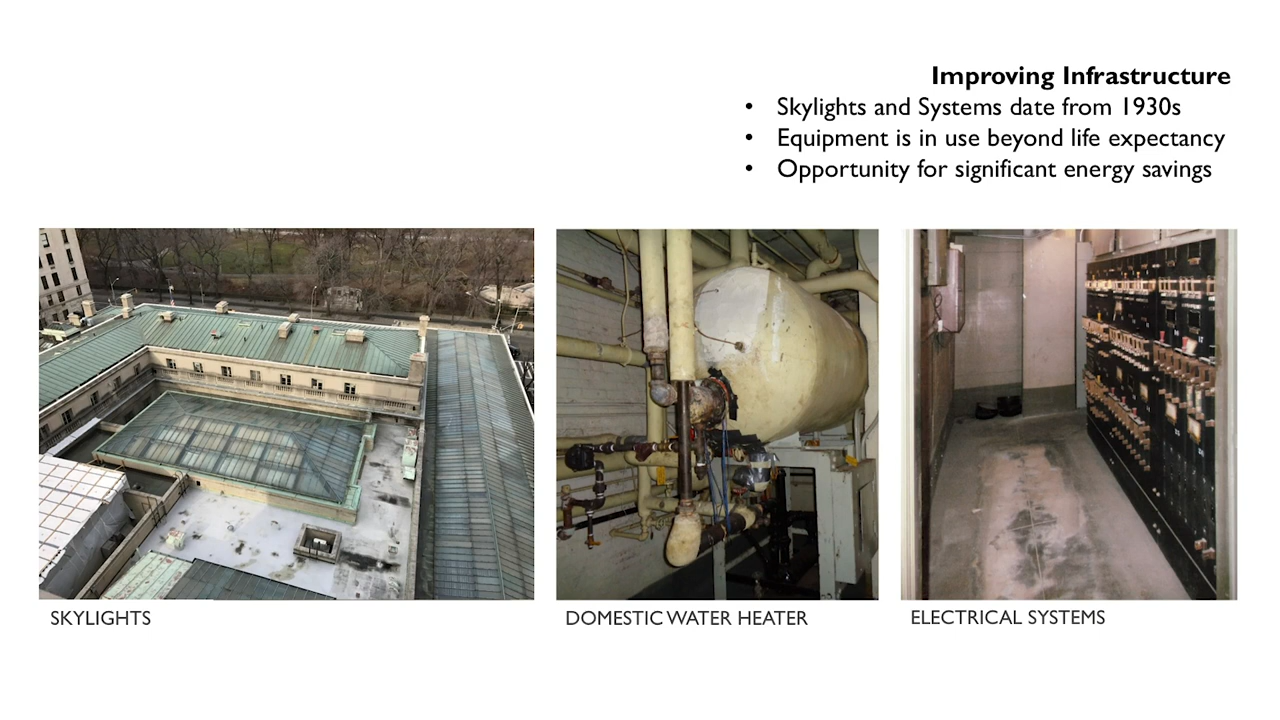 Improving Infrastructure
• Skylights and Systems date from 1930s
• Equipment is in use beyond life expectancy
• Opportunity for significant energy savings
SKYLIGHTS
DOMESTIC WATER HEATER
ELECTRICAL SYSTEMS